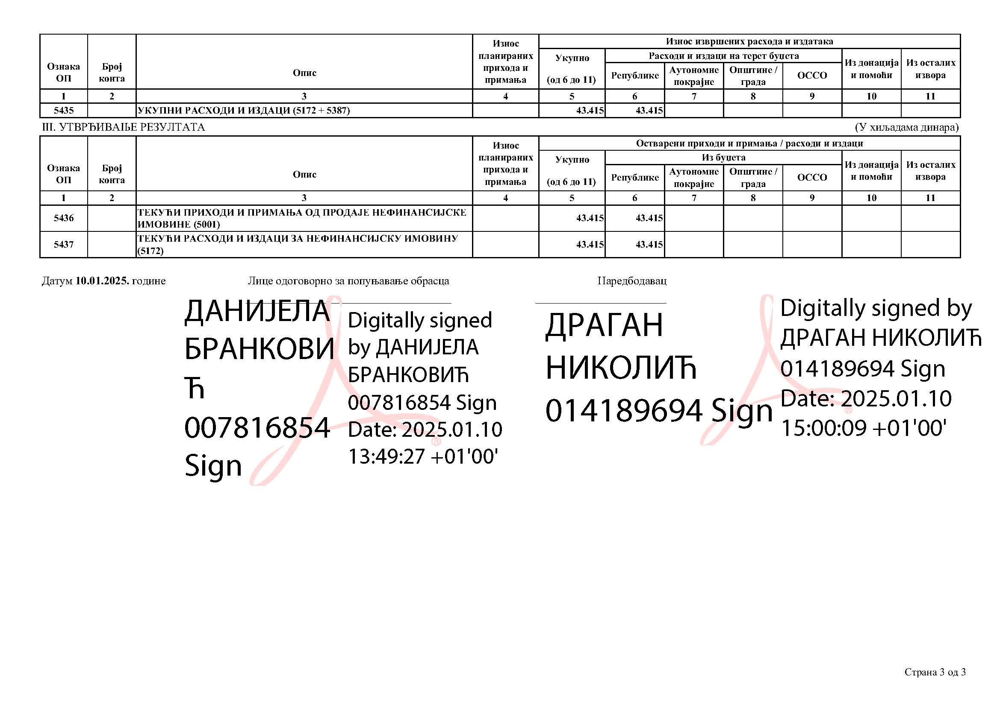 Износ извршених расхода и издатака
Ознака ОП
Број конта
Опис
Износ планираних прихода и примања
Укупно (од 6 до 11)
Расходи и издаци на терет буџета
Из донација и помоћи
Из осталих извора
Републике
Аутономне покрајне
Општине / града
ОССО
1 2 3 4 5 6 7 8 9 10 11
5435 УКУПНИ РАСХОДИ И ИЗДАЦИ (5172 + 5387) 43.415 43.415
III. УТВРЂИВАЊЕ РЕЗУЛТАТА (У хиљадама динара)
Остварени приходи и примања / расходи и издаци
Ознака ОП
Број конта
Опис
Износ планираних прихода и примања
Укупно (од 6 до 11)
Из буџета
Из донација и помоћи
Из осталих извора
Републике
Аутономне покрајне
Општине / града
ОССО
1 2 3 4 5 6 7 8 9 10 11
5436 ТЕКУЋИ ПРИХОДИ И ПРИМАЊА ОД ПРОДАЈЕ НЕФИНАНСИЈСКЕ ИМОВИНЕ (5001) 43.415 43.415
5437 ТЕКУЋИ РАСХОДИ И ИЗДАЦИ ЗА НЕФИНАНСИЈСКУ ИМОВИНУ (5172) 43.415 43.415
Датум 10.01.2025. године Лице одоговорно за попуњавање обрасца Наредбодавац
ДАНИЈЕЛА
БРАНКОВИ
Ћ
007816854
Sign
Digitally signed
by ДАНИЈЕЛА
БРАНКОВИЋ
007816854 Sign
Date: 2025.01.10
13:49:27 +01'00'
ДРАГАН
НИКОЛИЋ
014189694 Sign
Digitally signed by
ДРАГАН НИКОЛИЋ
014189694 Sign
Date: 2025.01.10
15:00:09 +01'00'
Страна 3 од 3